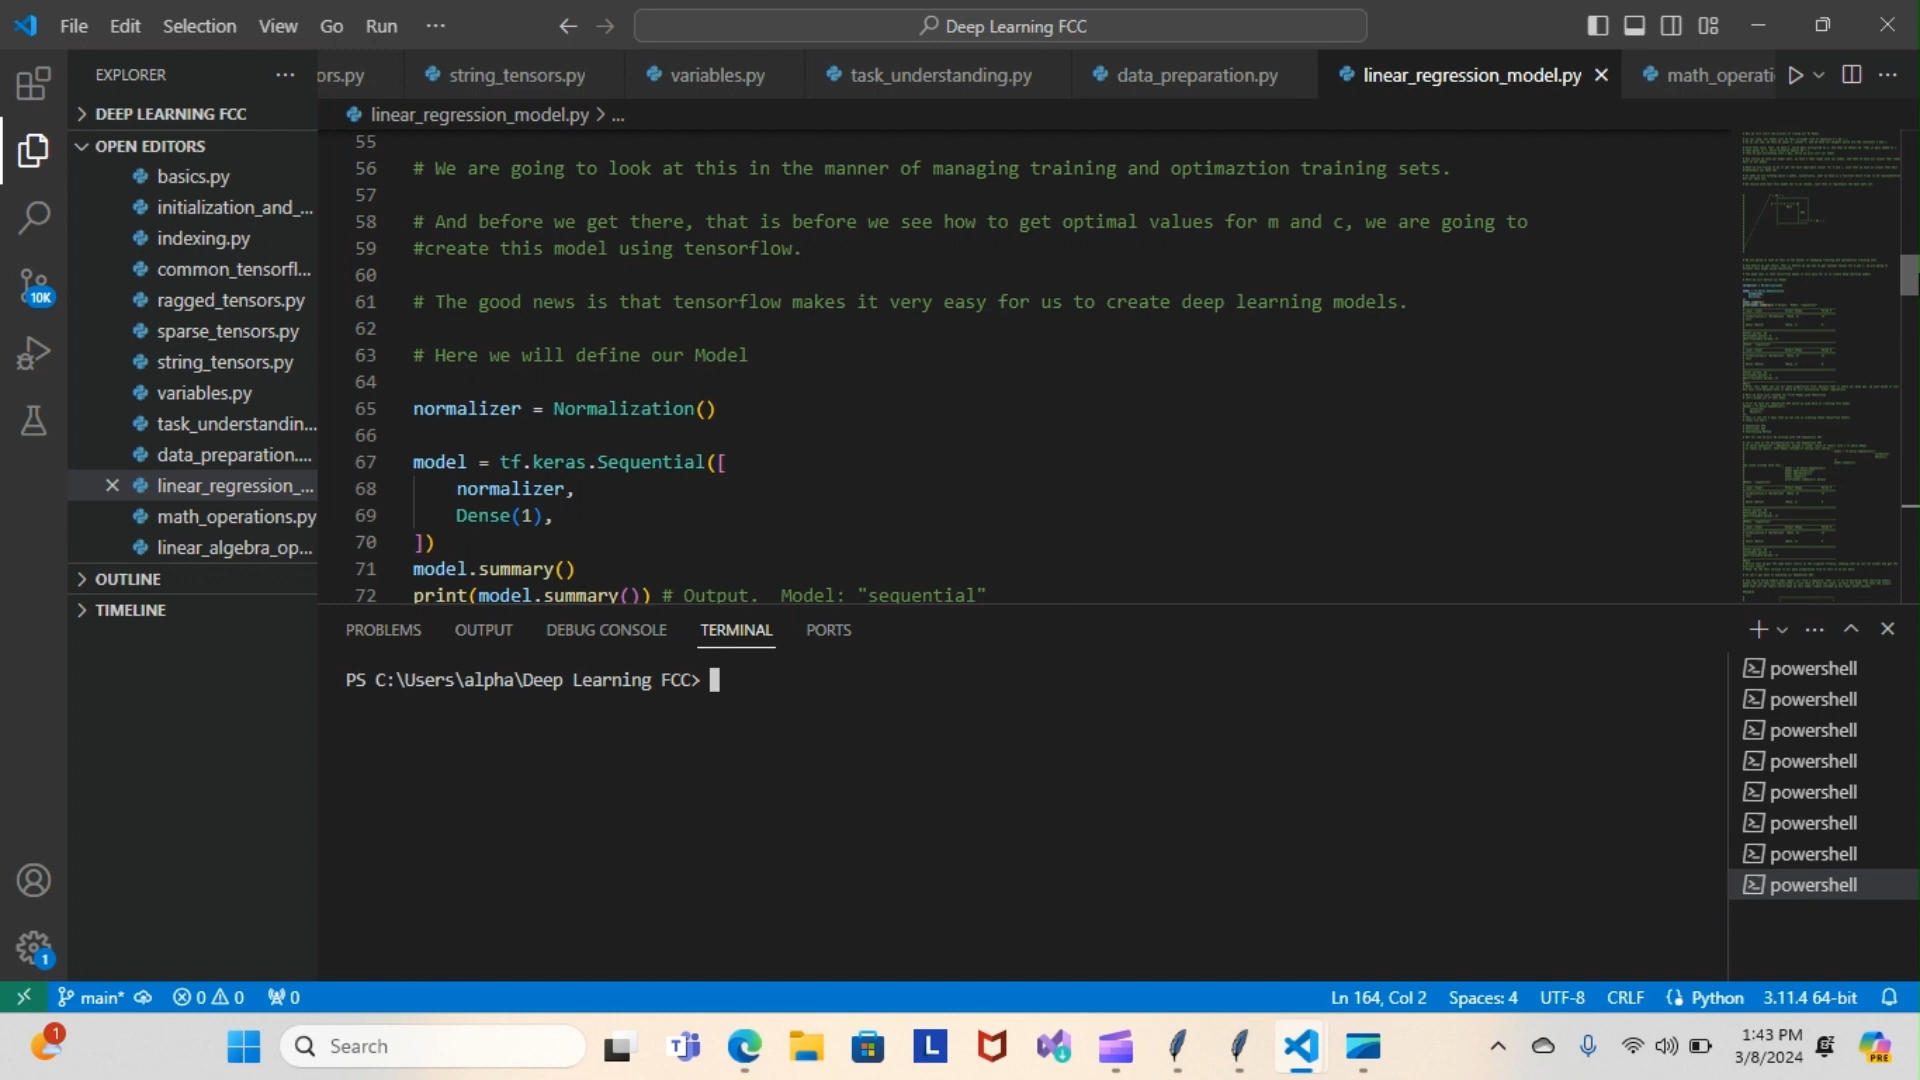 File Edit Selection View Go Run ···
Deep Learning FCC
EXPLORER ···
ors.py string_tensors.py variables.py task_understanding.py data_preparation.py linear_regression_model.py math_operati
DEEP LEARNING FCC
OPEN EDITORS
basics.py
initialization_and_...
indexing.py
common_tensorfl...
ragged_tensors.py
sparse_tensors.py
string_tensors.py
variables.py
task_understandin...
data_preparation....
linear_regression_...
math_operations.py
linear_algebra_op...
OUTLINE
TIMELINE
10K
1
linear_regression_model.py > ...
55
56 # We are going to look at this in the manner of managing training and optimaztion training sets.
57
58 # And before we get there, that is before we see how to get optimal values for m and c, we are going to
59 #create this model using tensorflow.
60
61 # The good news is that tensorflow makes it very easy for us to create deep learning models.
62
63 # Here we will define our Model
64
65 normalizer = Normalization()
66
67 model = tf.keras.Sequential([
68 normalizer,
69 Dense(1),
70 ])
71 model.summary()
72 print(model.summary()) # Output. Model: "sequential"
PROBLEMS OUTPUT DEBUG CONSOLE TERMINAL PORTS
PS C:\Users\alpha\Deep Learning FCC>
powershell
powershell
powershell
powershell
powershell
powershell
powershell
powershell
main* 0 0 0 Ln 164, Col 2 Spaces: 4 UTF-8 CRLF Python 3.11.4 64-bit
1 Search L 1:43 PM
3/8/2024
PRE